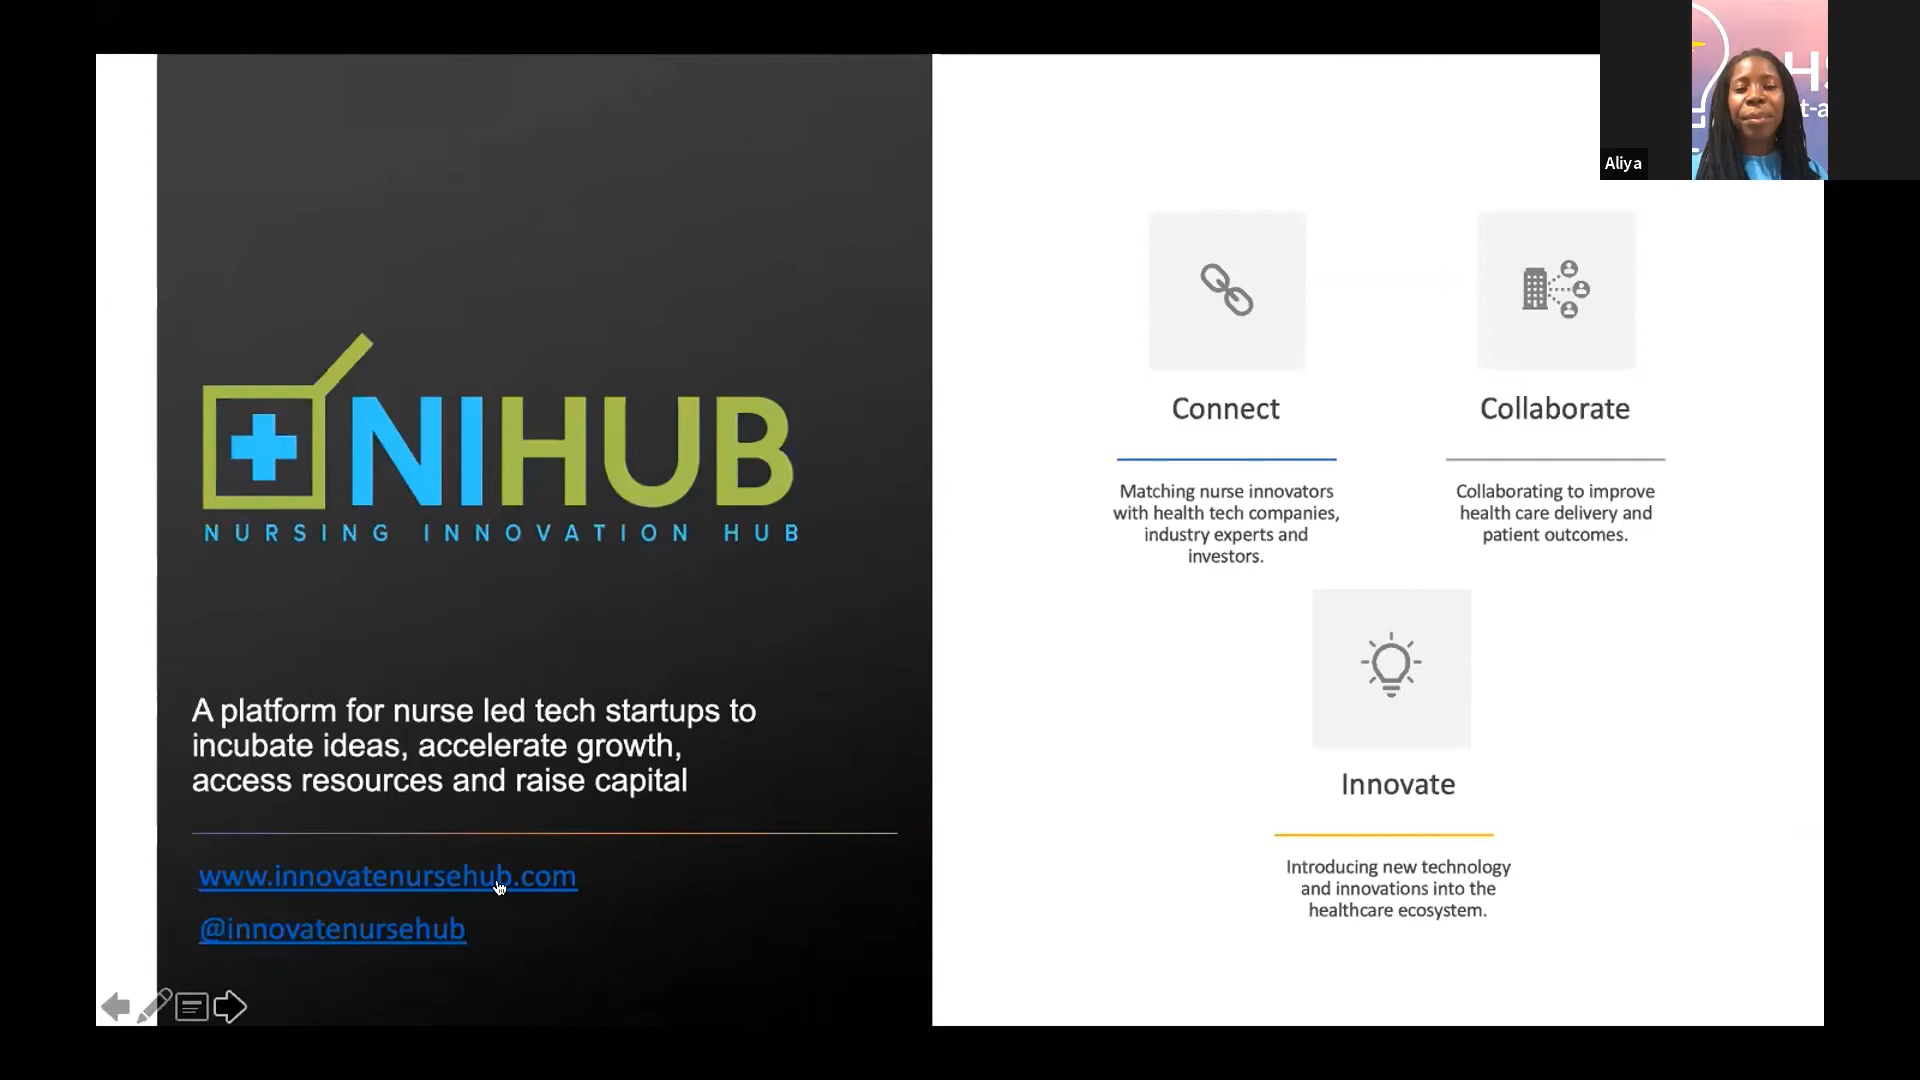 NIHUB
NURSING INNOVATION HUB
A platform for nurse led tech startups to
incubate ideas, accelerate growth,
access resources and raise capital
www.innovatenursehub.com
@innovatenursehub
Connect
Matching nurse innovators
with health tech companies,
industry experts and
investors.
Collaborate
Collaborating to improve
health care delivery and
patient outcomes.
Innovate
Introducing new technology
and innovations into the
healthcare ecosystem.
Aliya